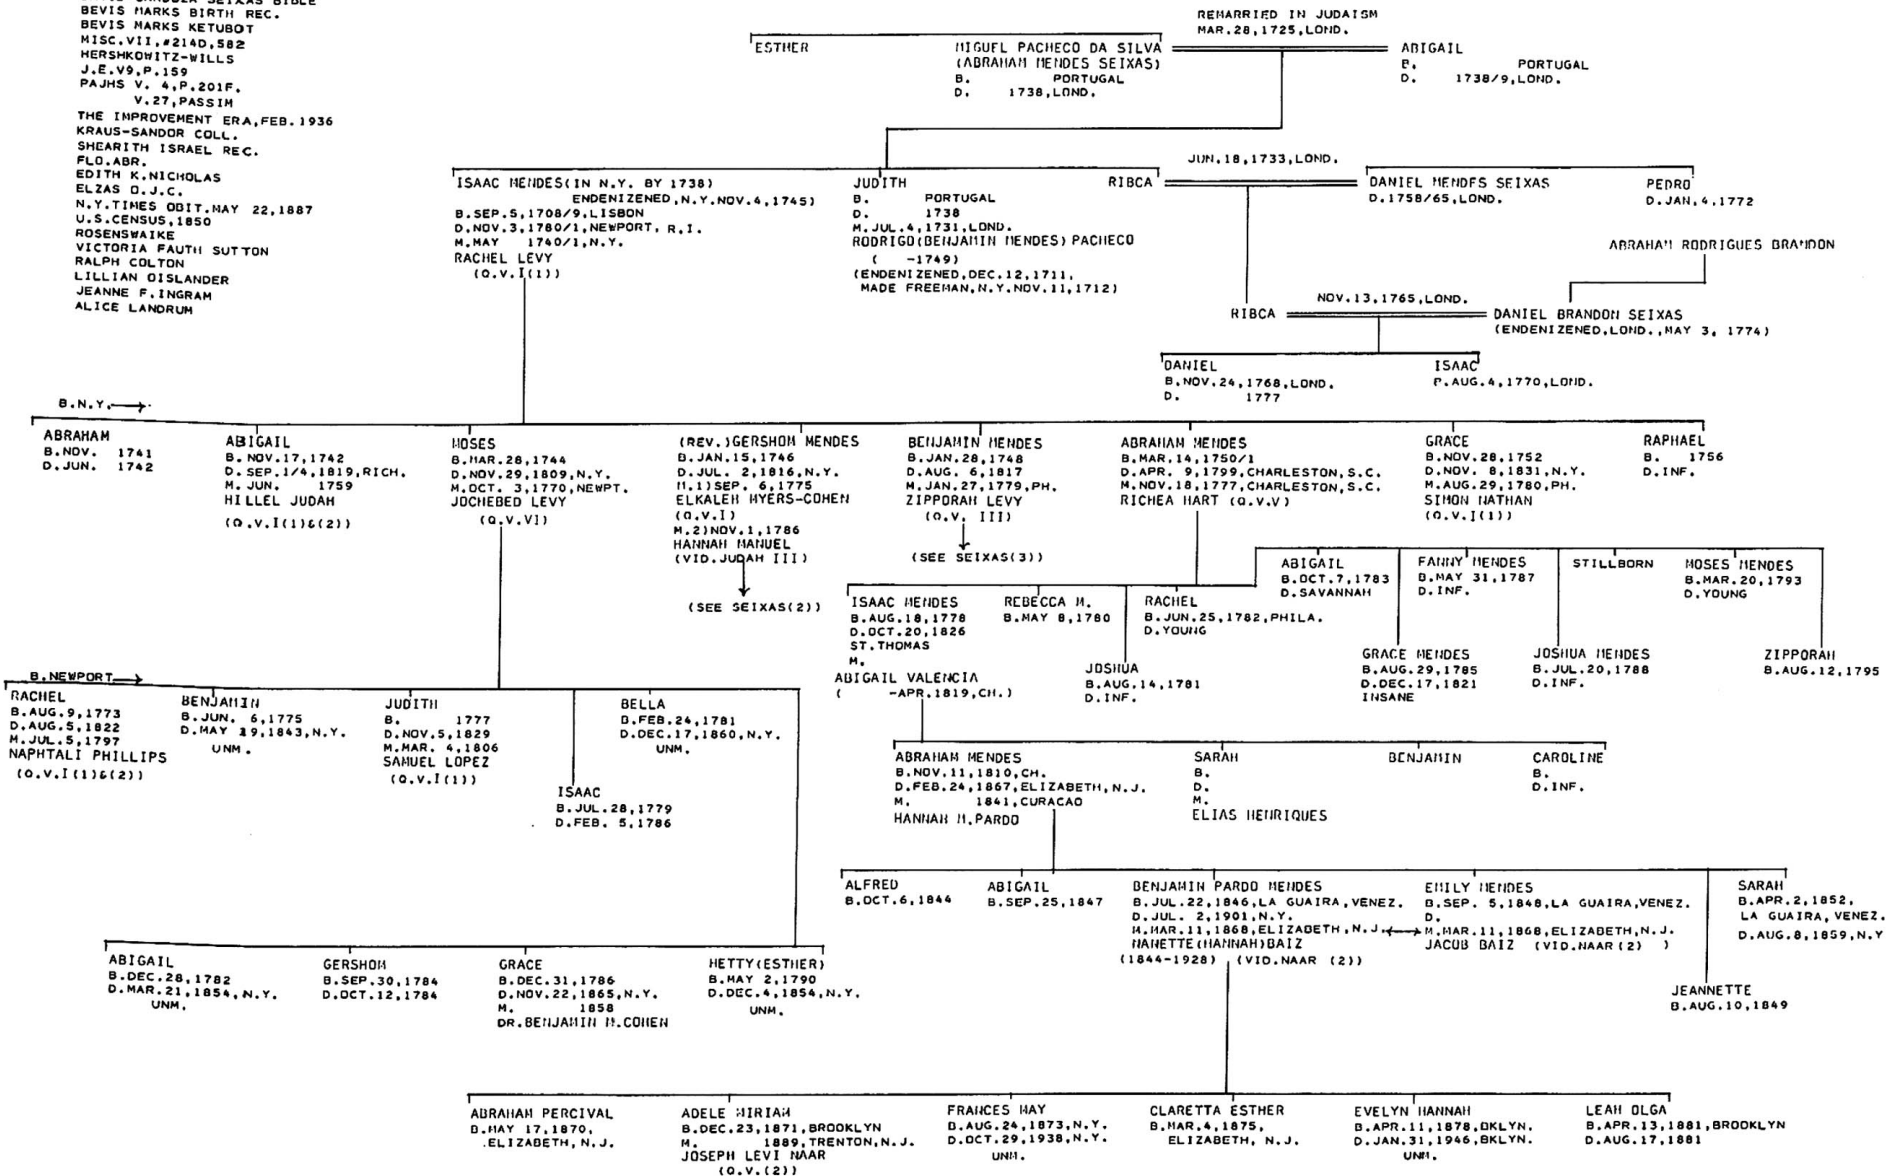 BEVIS MARKS BIRTH REC.
BEVIS MARKS KETUBOT
MISC.VII,#214D,582
HERSHKOWITZ-WILLS
J.E.V9,P.159
PAJHS V. 4,P.201F.
V.27,PASSIM
THE IMPROVEMENT ERA,FEB.1936
KRAUS-SANDOR COLL.
SHEARITH ISRAEL REC.
FLO.ABR.
EDITH K.NICHOLAS
ELZAS O.J.C.
N.Y.TIMES OBIT.MAY 22,1887
U.S.CENSUS,1850
ROSENSWAIKE
VICTORIA FAUTH SUTTON
RALPH COLTON
LILLIAN OISLANDER
JEANNE F.INGRAM
ALICE LANDRUM
REMARRIED IN JUDAISM
MAR.28,1725,LOND.
ESTHER
MIGUEL PACHECO DA SILVA
(ABRAHAM MENDES SEIXAS)
B. PORTUGAL
D. 1738,LOND.
ABIGAIL
B. PORTUGAL
D. 1738/9,LOND.
JUN.18,1733,LOND.
ISAAC MENDES(IN N.Y. BY 1738)
ENDENIZENED,N.Y.NOV.4,1745)
B.SEP.5,1708/9,LISBON
D.NOV.3,1780/1,NEWPORT, R.I.
M.MAY 1740/1,N.Y.
RACHEL LEVY
(Q.V.I(1))
JUDITH
B. PORTUGAL
D. 1738
M.JUL.4,1731,LOND.
RODRIGO(BENJAMIN MENDES)PACHECO
( -1749)
(ENDENIZENED,DEC.12,1711,
MADE FREEMAN,N.Y.NOV.11,1712)
RIBCA
DANIEL MENDES SEIXAS
D.1758/65,LOND.
PEDRO
D.JAN,4,1772
ABRAHAM RODRIGUES BRANDON
NOV.13,1765,LOND.
RIBCA
DANIEL BRANDON SEIXAS
(ENDENIZENED,LOND.,MAY 3, 1774)
DANIEL
B.NOV.24,1768,LOND.
D. 1777
ISAAC
B.AUG.4,1770,LOND.
B.N.Y.
ABRAHAM
B.NOV. 1741
D.JUN. 1742
ABIGAIL
B. NOV.17,1742
D. SEP.1/4,1819,RICH.
M. JUN. 1759
HILLEL JUDAH
(Q.V.I(1)&(2))
MOSES
B.MAR.28,1744
D.NOV.29,1809,N.Y.
M.OCT. 3,1770,NEWPT.
JOCHEBED LEVY
(Q.V.VI)
(REV.)GERSHOM MENDES
B.JAN.15,1746
D.JUL. 2,1816,N.Y.
M.1)SEP. 6,1775
ELKALEH MYERS-COHEN
(Q.V.I)
M.2)NOV.1,1786
HANNAH MANUEL
(VID.JUDAH III)
(SEE SEIXAS(2))
BENJAMIN MENDES
B.JAN.28,1748
D.AUG. 6,1817
M.JAN.27,1779,PH.
ZIPPORAH LEVY
(Q.V. III)
(SEE SEIXAS(3))
ABRAHAM MENDES
B.MAR.14,1750/1
D.APR. 9,1799,CHARLESTON,S.C.
M.NOV.18,1777,CHARLESTON,S.C.
RICHEA HART (Q.V.V)
GRACE
B.NOV.28,1752
D.NOV. 8,1831,N.Y.
M.AUG.29,1780,PH.
SIMON NATHAN
(Q.V.I(1))
RAPHAEL
B. 1756
D.INF.
ISAAC MENDES
B.AUG.18,1778
D.OCT.20,1826
ST.THOMAS
M.
ABIGAIL VALENCIA
( -APR.1819,CH.)
REBECCA M.
B.MAY 8,1780
JOSHUA
B.AUG.14,1781
D.INF.
RACHEL
B.JUN.25,1782,PHILA.
D.YOUNG
ABIGAIL
B.OCT.7,1783
D.SAVANNAH
GRACE MENDES
B.AUG.29,1785
D.DEC.17,1821
INSANE
FANNY MENDES
B.MAY 31,1787
D.INF.
JOSHUA MENDES
B.JUL.20,1788
D.INF.
STILLBORN
MOSES MENDES
B.MAR.20,1793
D.YOUNG
ZIPPORAH
B.AUG.12,1795
B.NEWPORT
RACHEL
B.AUG.9,1773
D.AUG.5,1822
M.JUL.5,1797
NAPHTALI PHILLIPS
(Q.V.I(1)&(2))
BENJAMIN
B.JUN. 6,1775
D.MAY 19,1843,N.Y.
UNM.
JUDITH
B. 1777
D.NOV.5,1829
M.MAR. 4,1806
SAMUEL LOPEZ
(Q.V.I(1))
ISAAC
B.JUL.28,1779
D.FEB. 5,1786
BELLA
B.FEB.24,1781
D.DEC.17,1860,N.Y.
UNM.
ABRAHAM MENDES
B.NOV.11,1810,CH.
D.FEB.24,1867,ELIZABETH,N.J.
M. 1841,CURACAO
HANNAH M.PARDO
SARAH
B.
D.
M.
ELIAS HENRIQUES
BENJAMIN
CAROLINE
B.
D.INF.
ALFRED
B.OCT.6,1844
ABIGAIL
B.SEP.25,1847
BENJAMIN PARDO MENDES
B.JUL.22,1846,LA GUAIRA,VENEZ.
D.JUL. 2,1901,N.Y.
M.MAR.11,1868,ELIZABETH,N.J.
NANETTE(HANNAH)BAIZ
(1844-1928) (VID.NAAR (2))
EMILY MENDES
B.SEP. 5,1848,LA GUAIRA,VENEZ.
D.
M.MAR.11,1868,ELIZABETH,N.J.
JACOB BAIZ (VID.NAAR(2) )
JEANNETTE
B.AUG.10,1849
SARAH
B.APR.2,1852,
LA GUAIRA, VENEZ.
D.AUG.8,1859,N.Y
ABIGAIL
B.DEC.28,1782
D.MAR.21,1854,N.Y.
UNM.
GERSHOM
B.SEP.30,1784
D.OCT.12,1784
GRACE
B.DEC.31,1786
D.NOV.22,1865,N.Y.
M. 1858
DR.BENJAMIN M.COHEN
HETTY(ESTHER)
B.MAY 2,1790
D.DEC.4,1854,N.Y.
UNM.
ABRAHAM PERCIVAL
B.MAY 17,1870,
ELIZABETH, N.J.
ADELE MIRIAM
B.DEC.23,1871,BROOKLYN
M. 1889,TRENTON,N.J.
JOSEPH LEVI NAAR
(Q.V.(2))
FRANCES MAY
B.AUG.24,1873,N.Y.
D.OCT.29,1938,N.Y.
UNM.
CLARETTA ESTHER
B.MAR.4,1875,
ELIZABETH, N.J.
EVELYN HANNAH
B.APR.11,1878,BKLYN.
D.JAN.31,1946,BKLYN.
UNM.
LEAH OLGA
B.APR.13,1881,BROOKLYN
D.AUG.17,1881